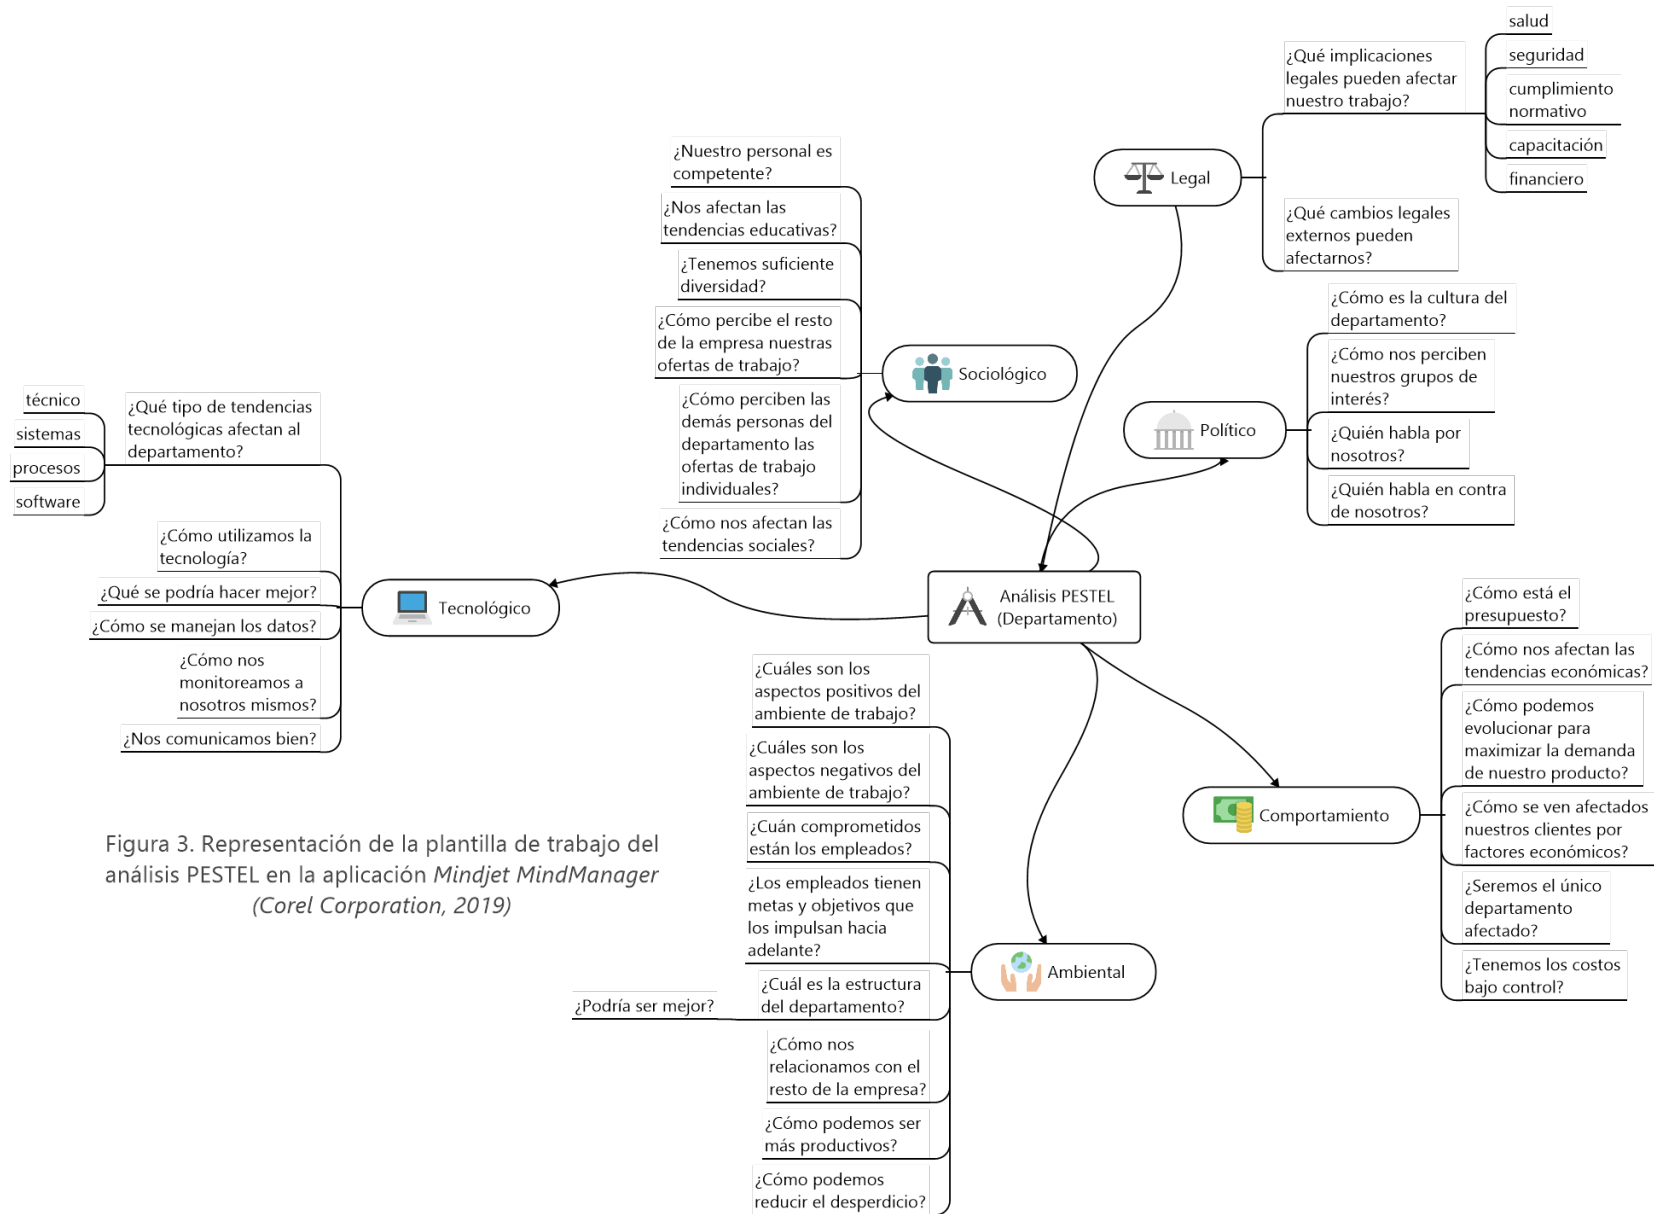 Análisis PESTEL
(Departamento)
Legal
¿Qué implicaciones
legales pueden afectar
nuestro trabajo?
salud
seguridad
cumplimiento
normativo
capacitación
financiero
¿Qué cambios legales
externos pueden
afectarnos?
Político
¿Cómo es la cultura del
departamento?
¿Cómo nos perciben
nuestros grupos de
interés?
¿Quién habla por
nosotros?
¿Quién habla en contra
de nosotros?
Comportamiento
¿Cómo está el
presupuesto?
¿Cómo nos afectan las
tendencias económicas?
¿Cómo podemos
evolucionar para
maximizar la demanda
de nuestro producto?
¿Cómo se ven afectados
nuestros clientes por
factores económicos?
¿Seremos el único
departamento
afectado?
¿Tenemos los costos
bajo control?
Ambiental
¿Cuáles son los
aspectos positivos del
ambiente de trabajo?
¿Cuáles son los
aspectos negativos del
ambiente de trabajo?
¿Cuán comprometidos
están los empleados?
¿Los empleados tienen
metas y objetivos que
los impulsan hacia
adelante?
¿Cuál es la estructura
del departamento?
¿Podría ser mejor?
¿Cómo nos
relacionamos con el
resto de la empresa?
¿Cómo podemos ser
más productivos?
¿Cómo podemos
reducir el desperdicio?
Tecnológico
¿Qué tipo de tendencias
tecnológicas afectan al
departamento?
técnico
sistemas
procesos
software
¿Cómo utilizamos la
tecnología?
¿Qué se podría hacer mejor?
¿Cómo se manejan los datos?
¿Cómo nos
monitoreamos a
nosotros mismos?
¿Nos comunicamos bien?
Sociológico
¿Nuestro personal es
competente?
¿Nos afectan las
tendencias educativas?
¿Tenemos suficiente
diversidad?
¿Cómo percibe el resto
de la empresa nuestras
ofertas de trabajo?
¿Cómo perciben las
demás personas del
departamento las
ofertas de trabajo
individuales?
¿Cómo nos afectan las
tendencias sociales?
Figura 3. Representación de la plantilla de trabajo del
análisis PESTEL en la aplicación Mindjet MindManager
(Corel Corporation, 2019)